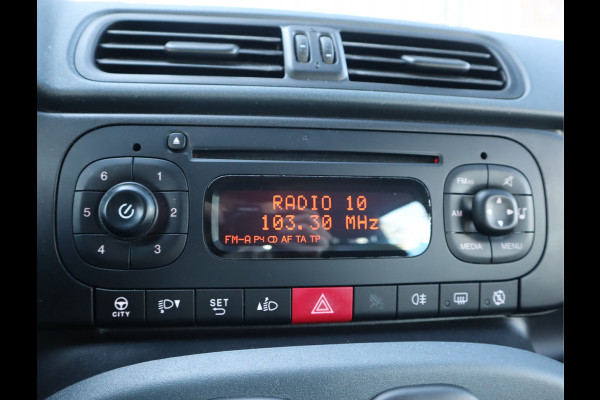 6 1
5 2
4 3
RADIO 10
103.30 MHz
FM-A P4 AF TA TP
FM AS
AM
MEDIA MENU
CITY
SET